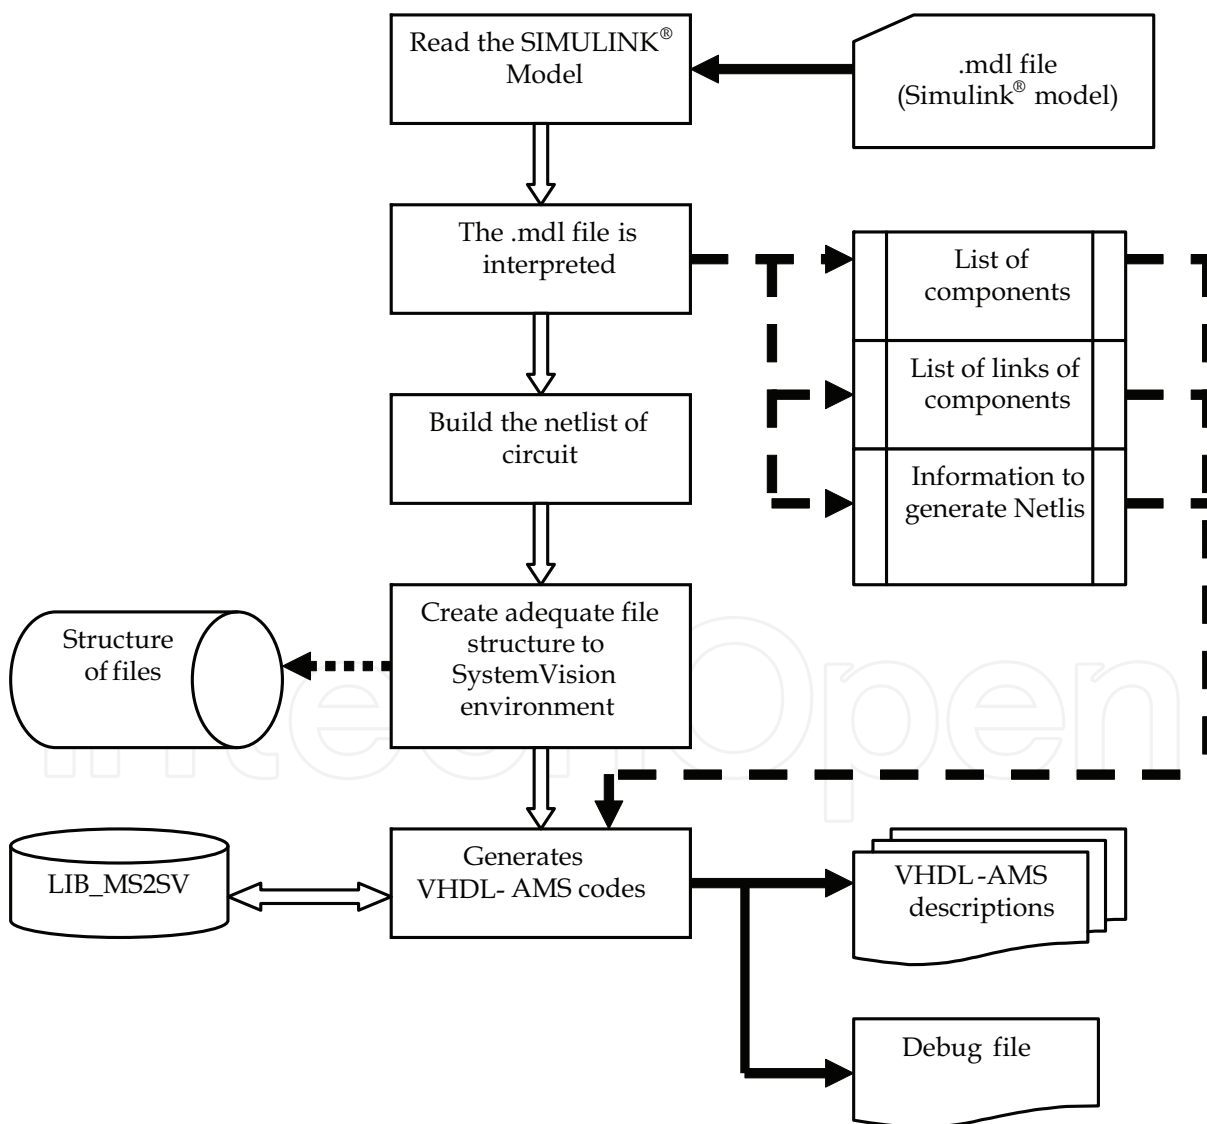 Read the SIMULINK®
Model
.mdl file
(Simulink® model)
The .mdl file is
interpreted
List of
components
List of links of
components
Build the netlist of
circuit
Information to
generate Netlis
Create adequate file
structure to
SystemVision
environment
Structure
of files
IntechOpen
Generates
VHDL- AMS codes
LIB_MS2SV
VHDL-AMS
descriptions
Debug file